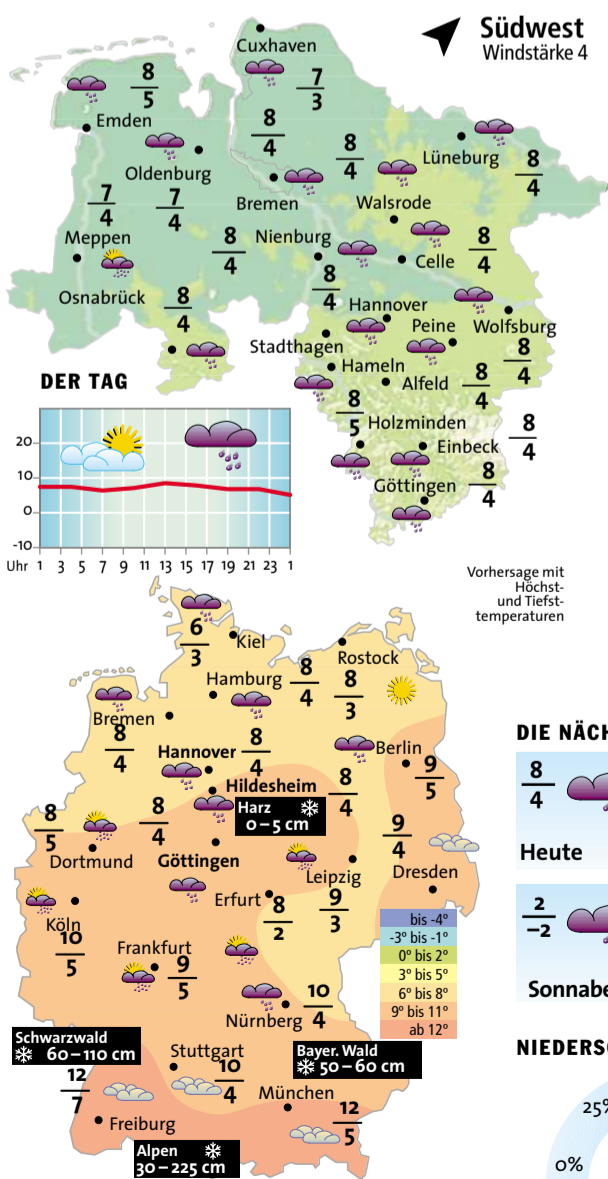 Südwest
Windstärke 4
Cuxhaven
8
5
7
3
Emden
8
4
Oldenburg
8
4
Lüneburg
8
4
Bremen
Walsrode
7
4
7
4
Meppen
8
4
Nienburg
8
4
Celle
Osnabrück
8
4
8
4
Hannover
Peine
Wolfsburg
Stadthagen
8
4
Hameln
Alfeld
8
4
DER TAG
8
5
Holzminden
8
4
Einbeck
Göttingen
8
4
20
10
0
-10
Uhr 1 3 5 7 9 11 13 15 17 19 21 23 1
Vorhersage mit
Höchst-
und Tiefst-
temperaturen
6
3
Kiel
Rostock
Hamburg
8
4
8
3
Bremen
8
4
Hannover
8
4
Berlin
9
5
Hildesheim
8
4
Harz
0–5 cm
8
5
8
4
9
4
Dortmund
Göttingen
Leipzig
Dresden
Erfurt
8
2
9
3
Köln
10
5
Frankfurt
9
5
bis -4°
-3° bis -1°
0° bis 2°
3° bis 5°
6° bis 8°
9° bis 11°
ab 12°
Nürnberg
10
4
Schwarzwald
60–110 cm
Stuttgart
10
4
Bayer. Wald
50–60 cm
12
7
München
Freiburg
12
5
Alpen
30–225 cm
DIE NÄCH
8
4
Heute
2
–2
Sonnabe
NIEDERSC
25%
0%